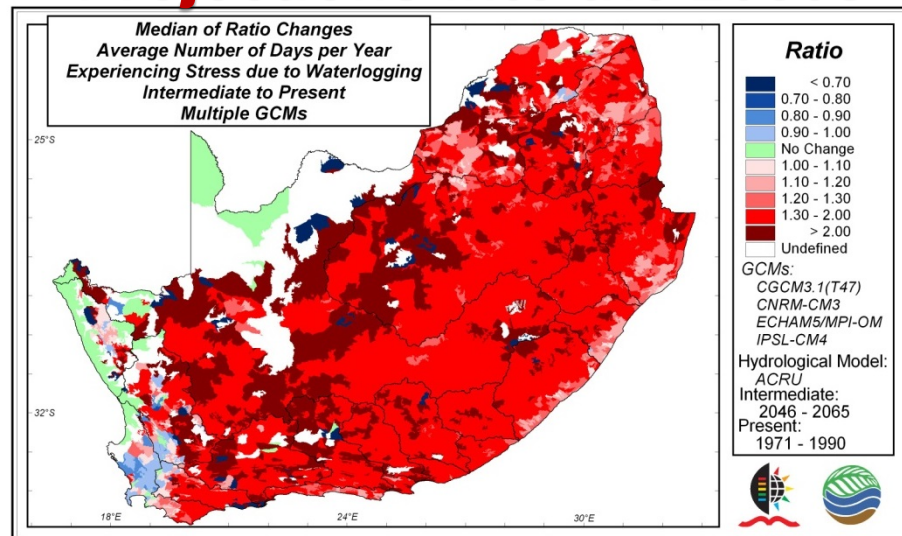 Median of Ratio Changes
Average Number of Days per Year
Experiencing Stress due to Waterlogging
Intermediate to Present
Multiple GCMs
25°S
32°S
18°E
24°E
30°E
Ratio
< 0.70
0.70 - 0.80
0.80 - 0.90
0.90 - 1.00
No Change
1.00 - 1.10
1.10 - 1.20
1.20 - 1.30
1.30 - 2.00
> 2.00
Undefined
GCMs:
CGCM3.1(T47)
CNRM-CM3
ECHAM5/MPI-OM
IPSL-CM4
Hydrological Model:
ACRU
Intermediate:
2046 - 2065
Present:
1971 - 1990